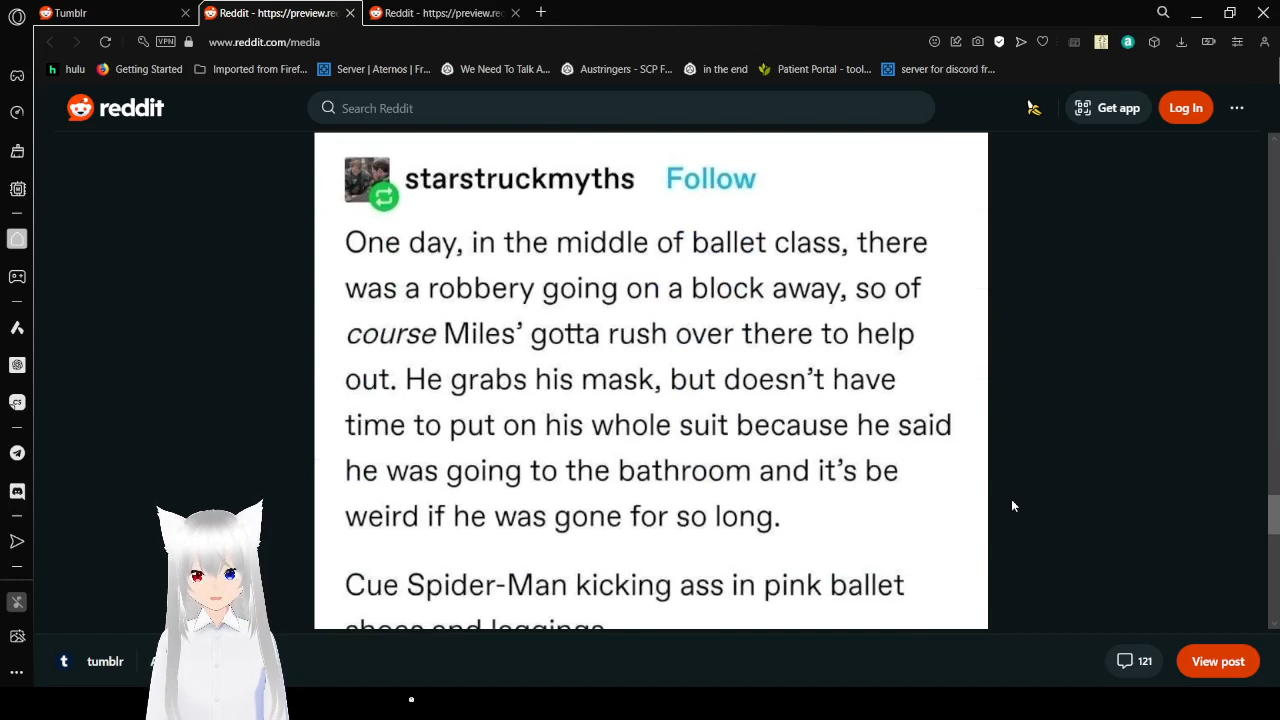 Tumblr
Reddit - https://preview.rec
Reddit - https://preview.rec
VPN
www.reddit.com/media
hulu
Getting Started
Imported from Firef...
Server | Aternos | Fr...
We Need To Talk A...
Austringers - SCP F...
in the end
Patient Portal - tool...
server for discord fr...
reddit
Search Reddit
Get app
Log In
starstruckmyths Follow
One day, in the middle of ballet class, there
was a robbery going on a block away, so of
course Miles’ gotta rush over there to help
out. He grabs his mask, but doesn’t have
time to put on his whole suit because he said
he was going to the bathroom and it’s be
weird if he was gone for so long.
Cue Spider-Man kicking ass in pink ballet
shoes and leggings
tumblr
121
View post